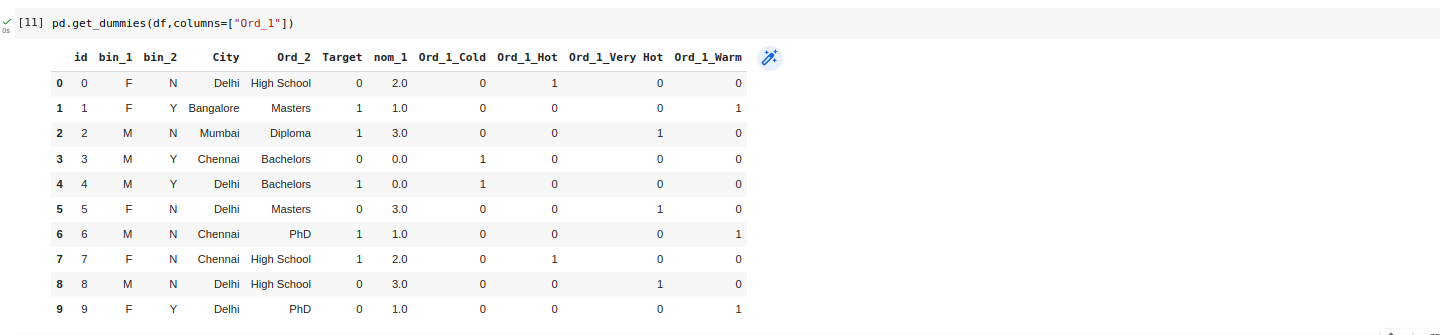 [11] pd.get_dummies(df,columns=["Ord_1"])
0s
id bin_1 bin_2 City Ord_2 Target nom_1 Ord_1_Cold Ord_1_Hot Ord_1_Very Hot Ord_1_Warm
0 0 F N Delhi High School 0 2.0 0 1 0 0
1 1 F Y Bangalore Masters 1 1.0 0 0 0 1
2 2 M N Mumbai Diploma 1 3.0 0 0 1 0
3 3 M Y Chennai Bachelors 0 0.0 1 0 0 0
4 4 M Y Delhi Bachelors 1 0.0 1 0 0 0
5 5 F N Delhi Masters 0 3.0 0 0 1 0
6 6 M N Chennai PhD 1 1.0 0 0 0 1
7 7 F N Chennai High School 1 2.0 0 1 0 0
8 8 M N Delhi High School 0 3.0 0 0 1 0
9 9 F Y Delhi PhD 0 1.0 0 0 0 1